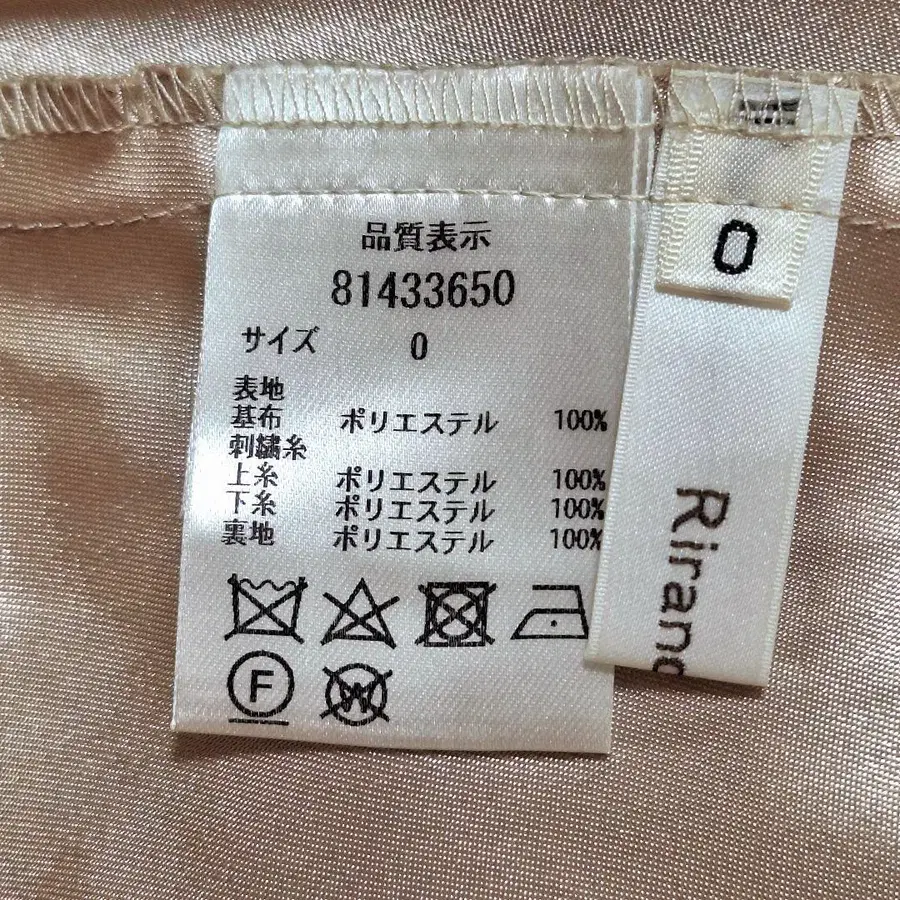 品質表示
81433650
サイズ 0
表地
基布 ポリエステル 100%
刺繍糸
上糸 ポリエステル 100%
下糸 ポリエステル 100%
裏地 ポリエステル 100%
F
W
0